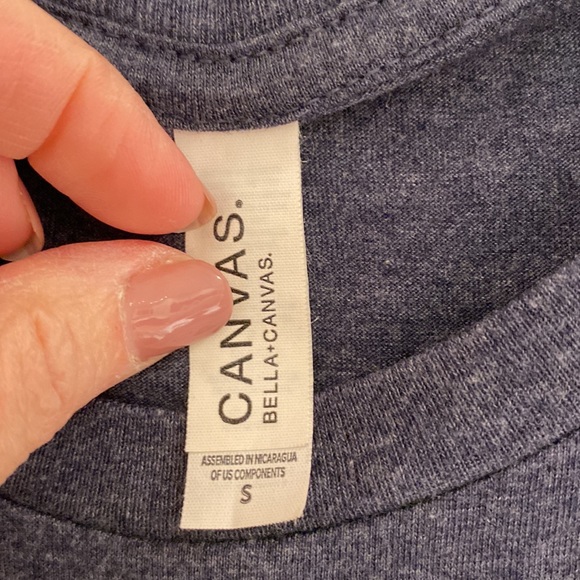 CANVAS.
BELLA+CANVAS.
ASSEMBLED IN NICARAGUA
OF US COMPONENTS
S